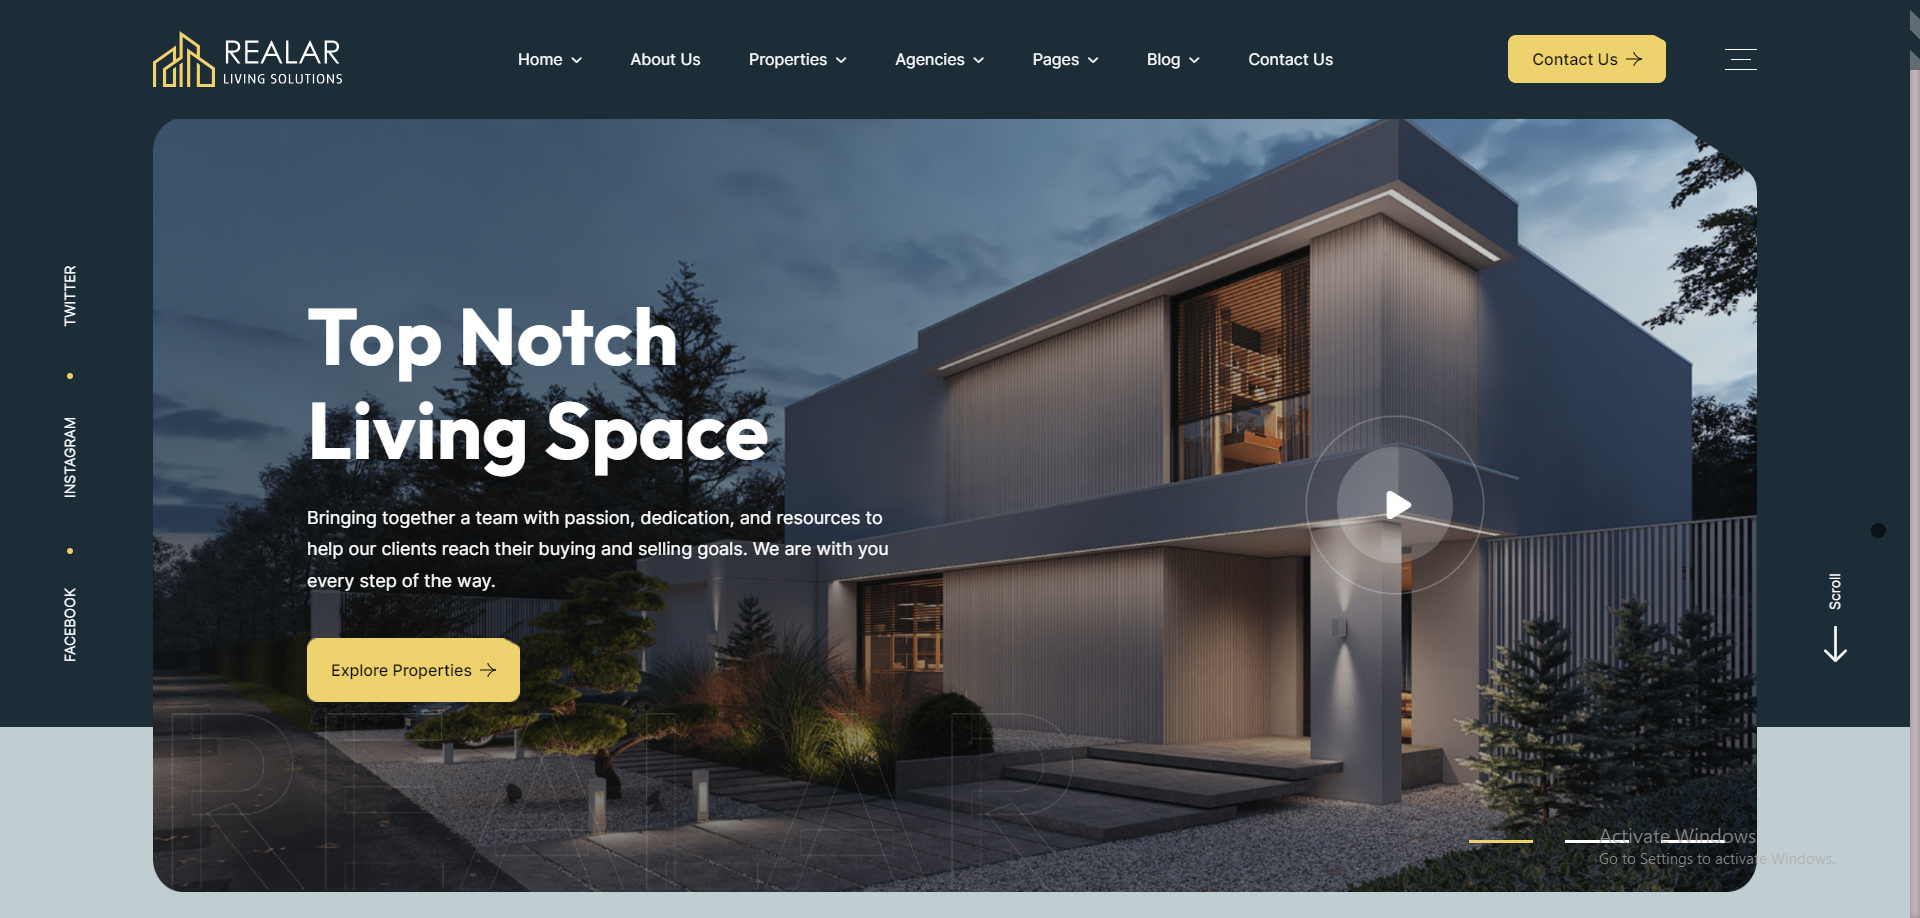 REALAR
LIVING SOLUTIONS
Home
About Us
Properties
Agencies
Pages
Blog
Contact Us
Contact Us
TWITTER
INSTAGRAM
FACEBOOK
Top Notch
Living Space
Bringing together a team with passion, dedication, and resources to
help our clients reach their buying and selling goals. We are with you
every step of the way.
Explore Properties
Scroll
REALAR
Activate Windows
Go to Settings to activate Windows.